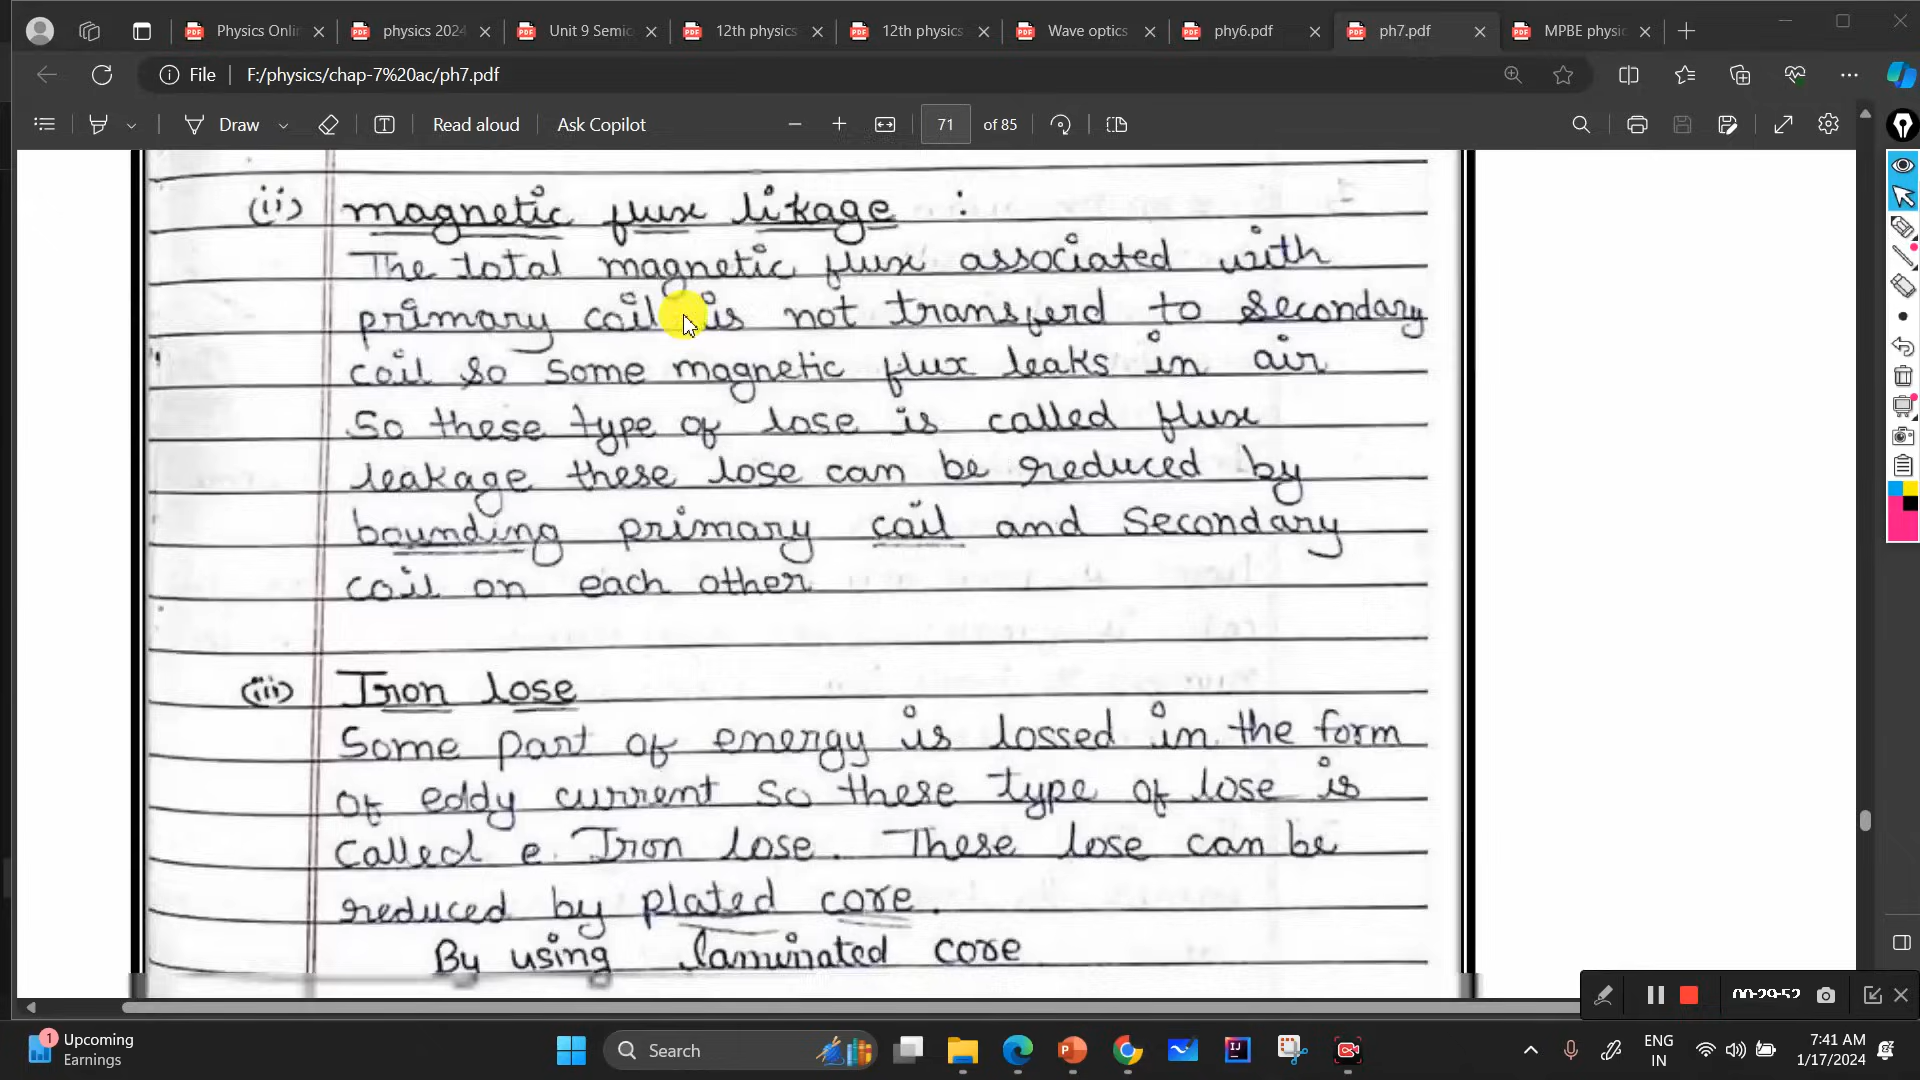 Physics Onlin
physics 2024
Unit 9 Semic
12th physics
12th physics
Wave optics
phy6.pdf
ph7.pdf
MPBE physic
File
F:/physics/chap-7%20ac/ph7.pdf
Draw
Read aloud
Ask Copilot
71 of 85
(ii) magnetic flux likage :
The total magnetic flux associated with
primary coil is not transferd to secondary
coil so some magnetic flux leaks in air
So these type of lose is called flux
leakage these lose can be reduced by
bounding primary coil and Secondary
coil on each other
(iii) Iron lose
Some part of energy is lossed in the form
of eddy current so these type of lose is
called e. Iron lose. These lose can be
reduced by plated core.
By using laminated core
00:29:52
1
Upcoming
Earnings
Search
ENG
IN
7:41 AM
1/17/2024